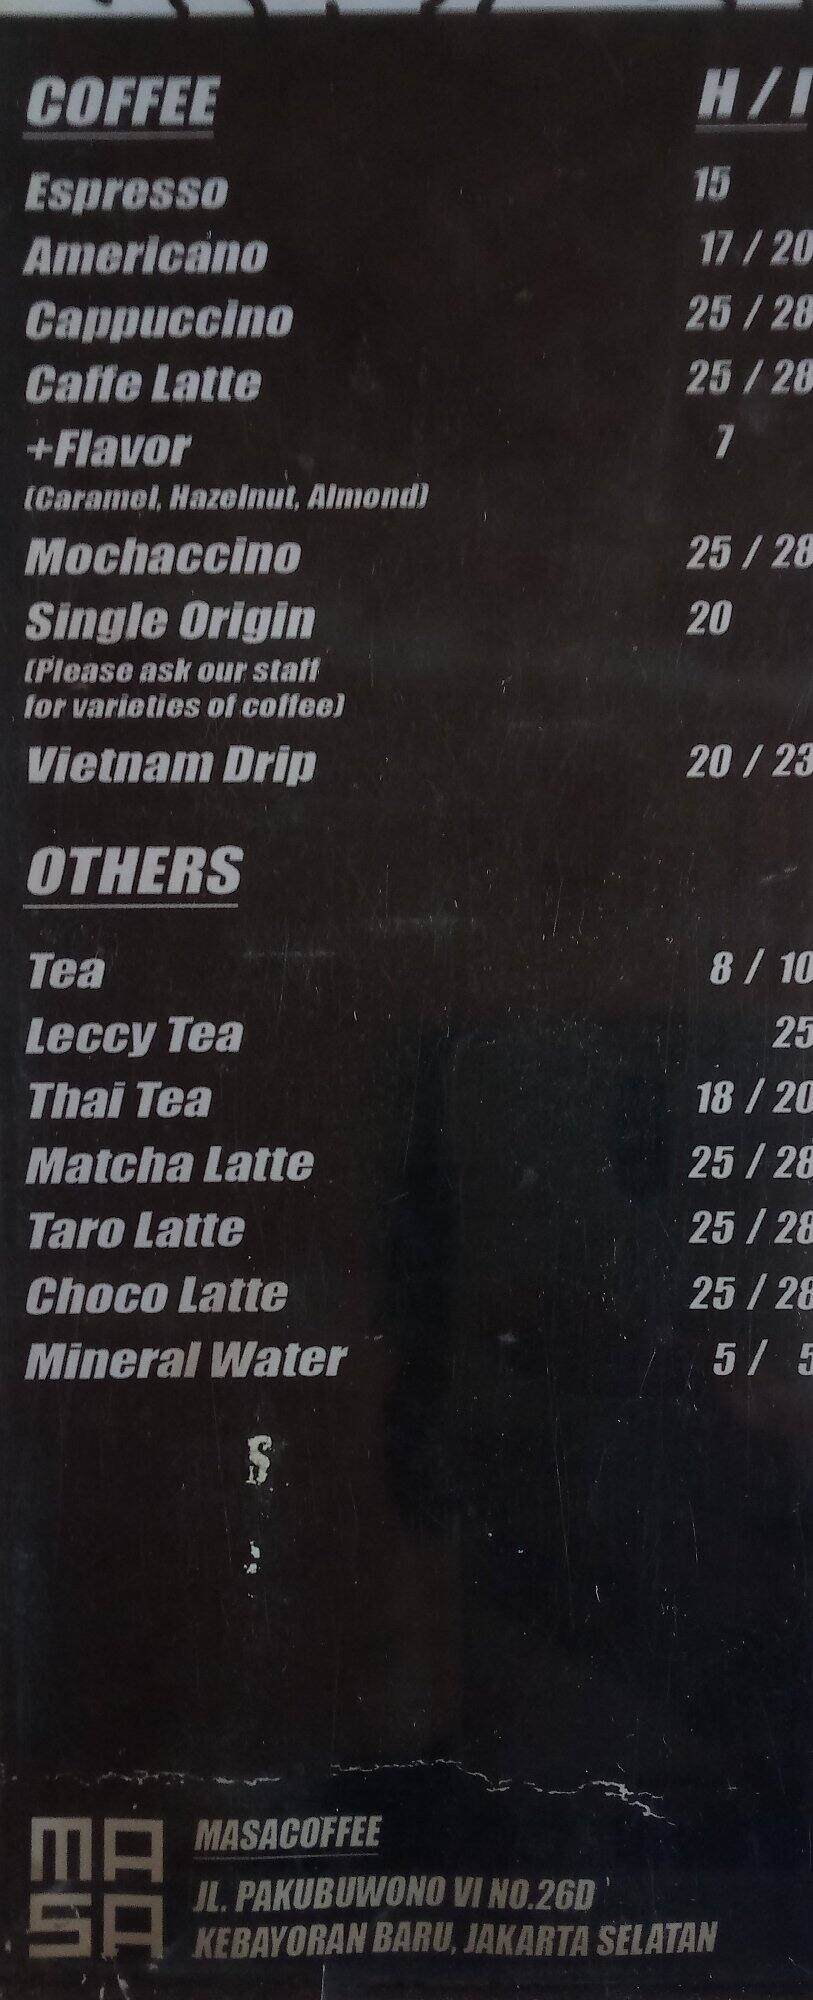 COFFEE H / I
Espresso 15
Americano 17 / 20
Cappuccino 25 / 28
Caffe Latte 25 / 28
+Flavor 7
(Caramel, Hazelnut, Almond)
Mochaccino 25 / 28
Single Origin 20
(Please ask our staff
for varieties of coffee)
Vietnam Drip 20 / 23
OTHERS
Tea 8 / 10
Leccy Tea 25
Thai Tea 18 / 20
Matcha Latte 25 / 28
Taro Latte 25 / 28
Choco Latte 25 / 28
Mineral Water 5 / 5
MA
SA
MASACOFFEE
JL. PAKUBUWONO VI NO.26D
KEBAYORAN BARU, JAKARTA SELATAN